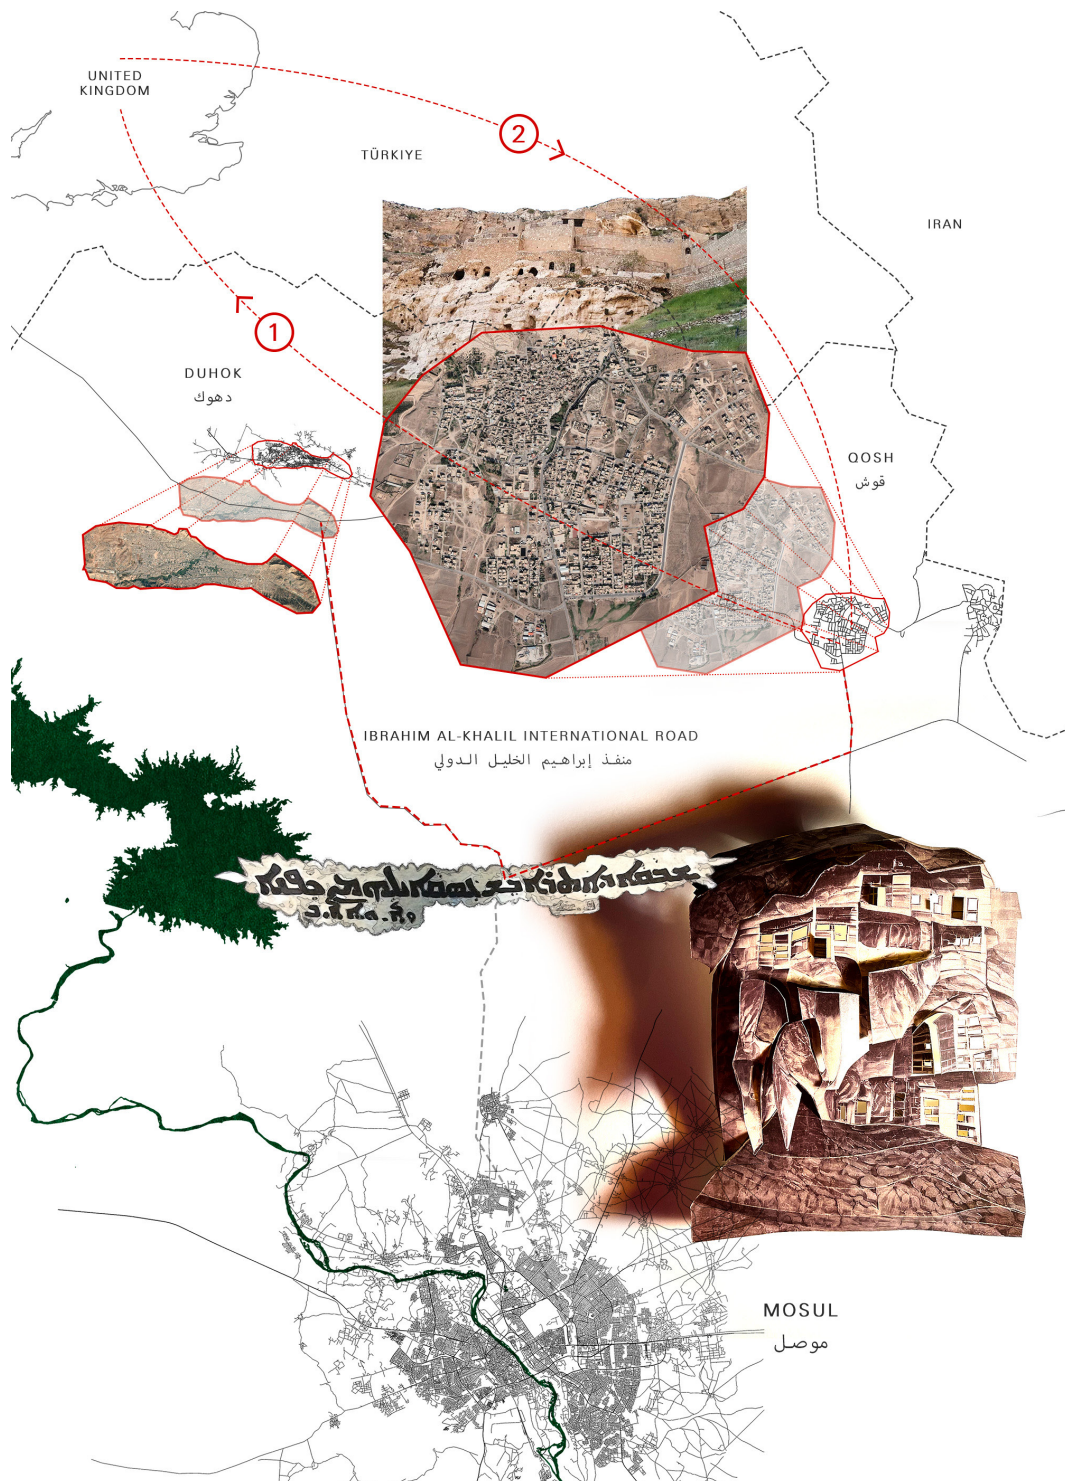 UNITED
KINGDOM
2
TÜRKIYE
IRAN
1
DUHOK
دهوك
QOSH
قوش
IBRAHIM AL-KHALIL INTERNATIONAL ROAD
منفذ إبراهيم الخليل الدولي
MOSUL
موصل